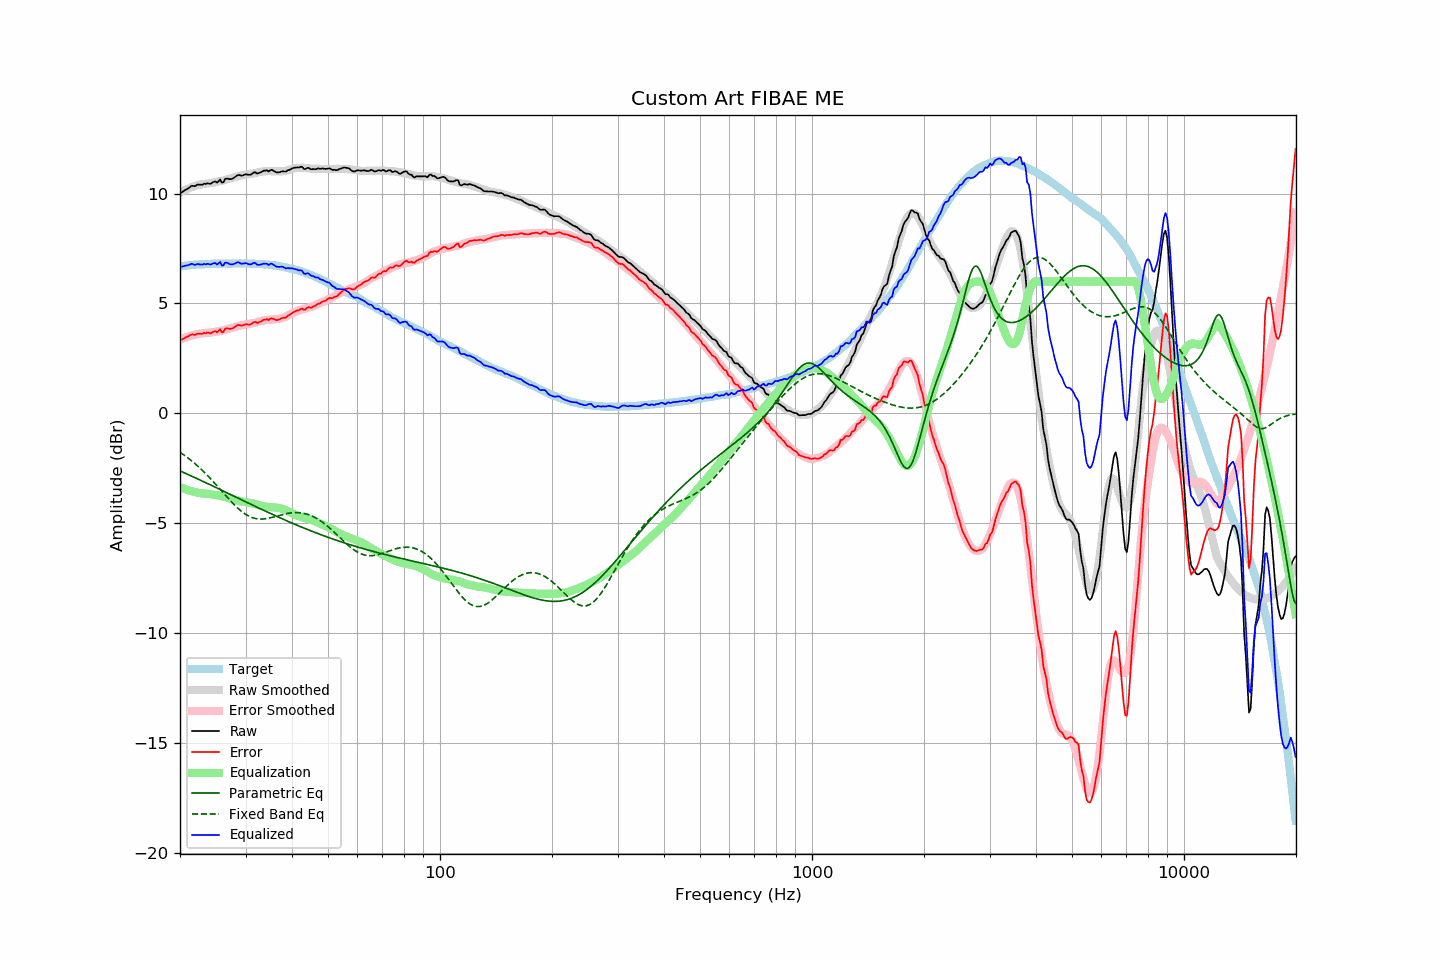 Custom Art FIBAE ME
10
5
0
−5
−10
−15
−20
Amplitude (dBr)
Target
Raw Smoothed
Error Smoothed
Raw
Error
Equalization
Parametric Eq
Fixed Band Eq
Equalized
100
1000
10000
Frequency (Hz)